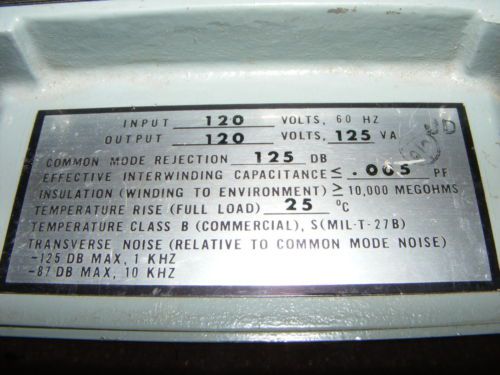 INPUT 120 VOLTS, 60 HZ
OUTPUT 120 VOLTS, 125 VA
COMMON MODE REJECTION 125 DB
EFFECTIVE INTERWINDING CAPACITANCE ≤ .005 PF
INSULATION (WINDING TO ENVIRONMENT) ≥ 10,000 MEGOHMS
TEMPERATURE RISE (FULL LOAD) 25 °C
TEMPERATURE CLASS B (COMMERCIAL), S(MIL-T-27B)
TRANSVERSE NOISE (RELATIVE TO COMMON MODE NOISE)
-125 DB MAX, 1 KHZ
-87 DB MAX, 10 KHZ